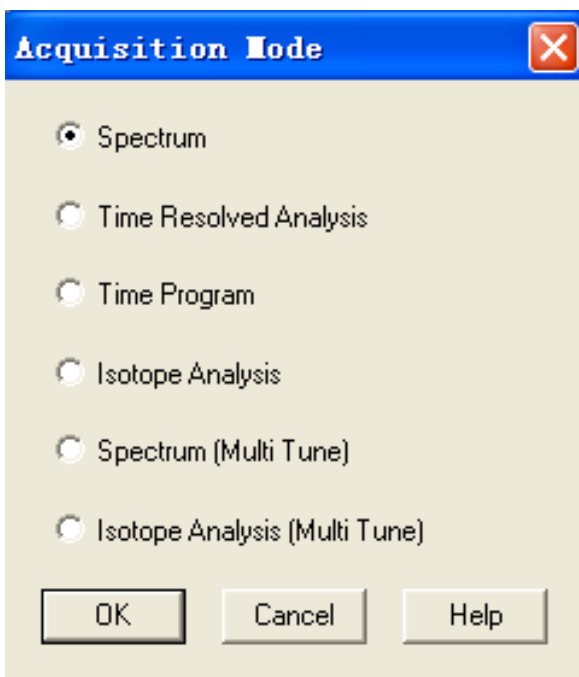 Acquisition Mode
Spectrum
Time Resolved Analysis
Time Program
Isotope Analysis
Spectrum (Multi Tune)
Isotope Analysis (Multi Tune)
OK Cancel Help